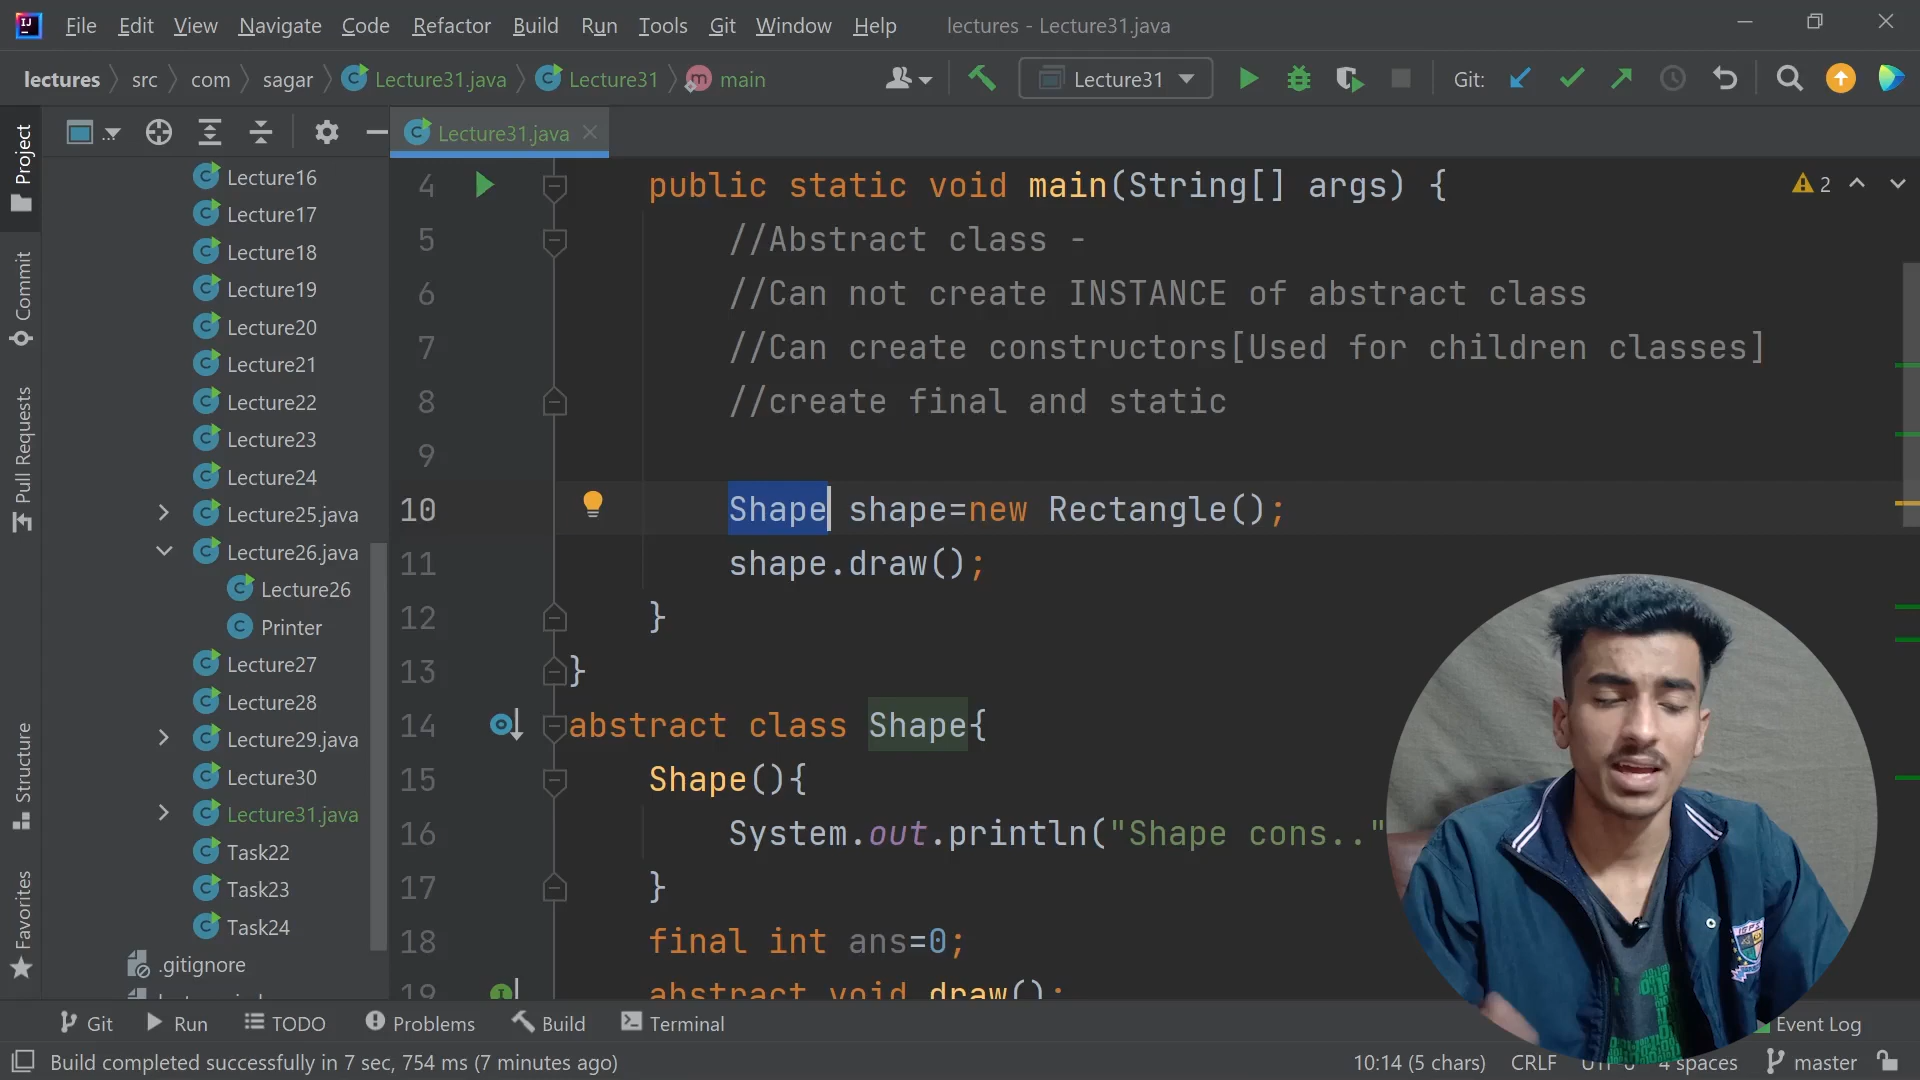 File Edit View Navigate Code Refactor Build Run Tools Git Window Help lectures - Lecture31.java
lectures src com sagar Lecture31.java Lecture31 main Lecture31 Git:
Project
Commit
Pull Requests
Structure
Favorites
Lecture16
Lecture17
Lecture18
Lecture19
Lecture20
Lecture21
Lecture22
Lecture23
Lecture24
Lecture25.java
Lecture26.java
Lecture26
Printer
Lecture27
Lecture28
Lecture29.java
Lecture30
Lecture31.java
Task22
Task23
Task24
.gitignore
Lecture31.java
2
4 public static void main(String[] args) {
5 //Abstract class -
6 //Can not create INSTANCE of abstract class
7 //Can create constructors[Used for children classes]
8 //create final and static
9
10 Shape shape=new Rectangle();
11 shape.draw();
12 }
13 }
14 abstract class Shape{
15 Shape(){
16 System.out.println("Shape cons.."
17 }
18 final int ans=0;
19 abstract void draw();
Git Run TODO Problems Build Terminal Event Log
Build completed successfully in 7 sec, 754 ms (7 minutes ago) 10:14 (5 chars) CRLF 4 spaces master